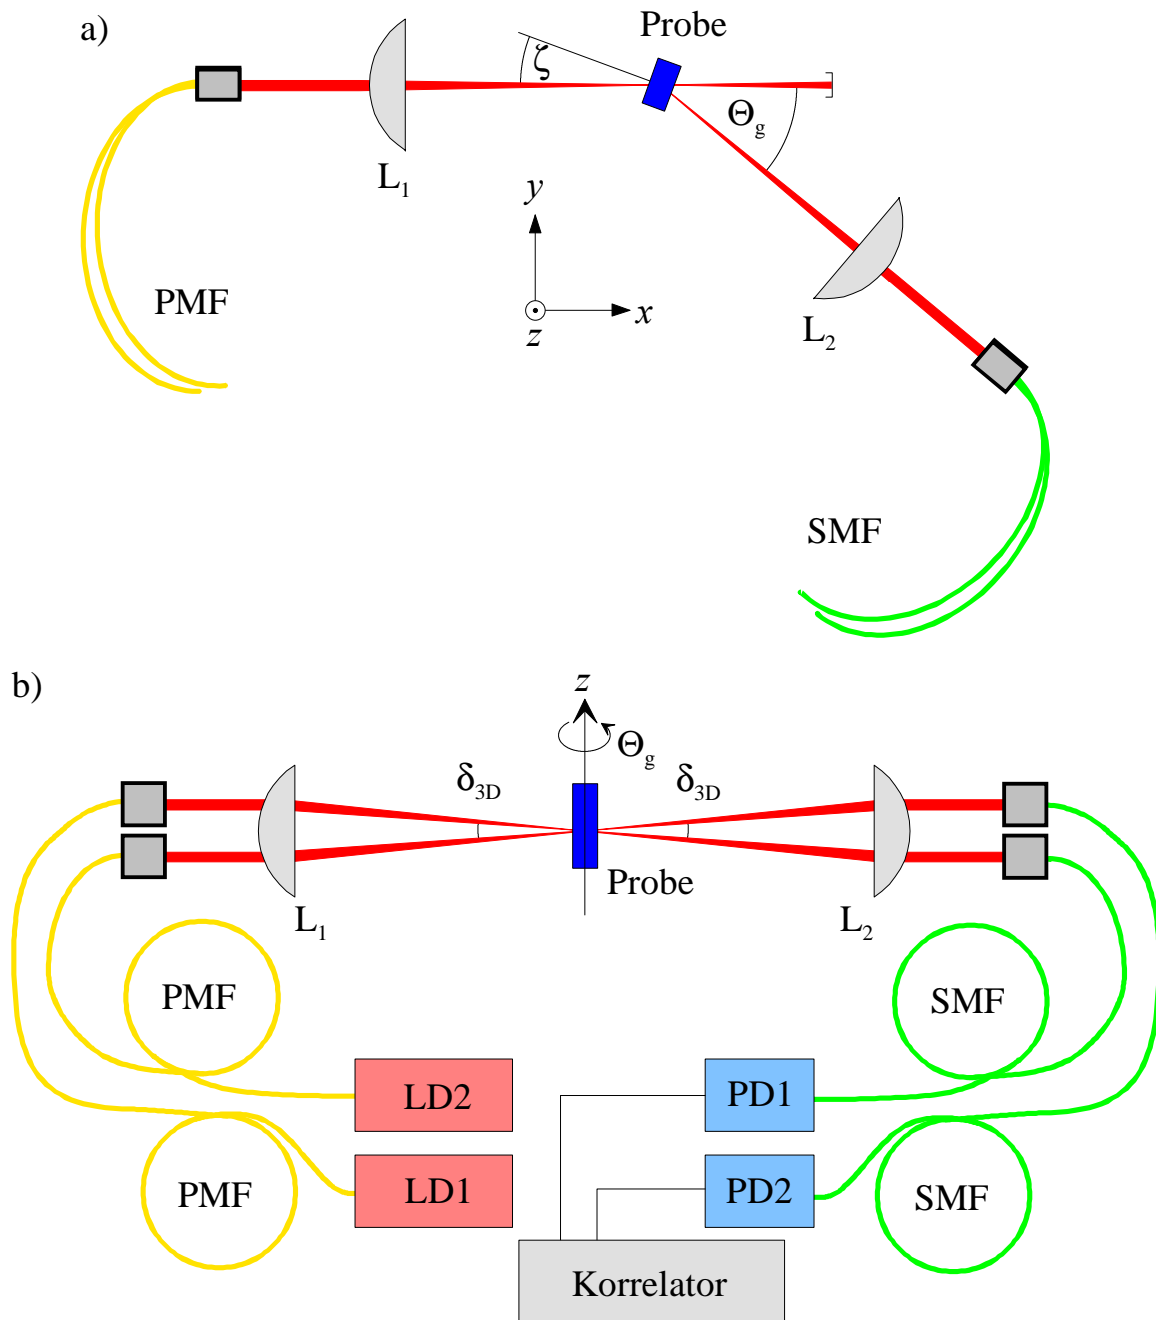 a)
Probe
ζ
Θg
L1
y
PMF
x
z
L2
SMF
b)
z
Θg
δ3D
δ3D
Probe
L1
L2
PMF
SMF
LD2
PD1
PMF
LD1
PD2
SMF
Korrelator